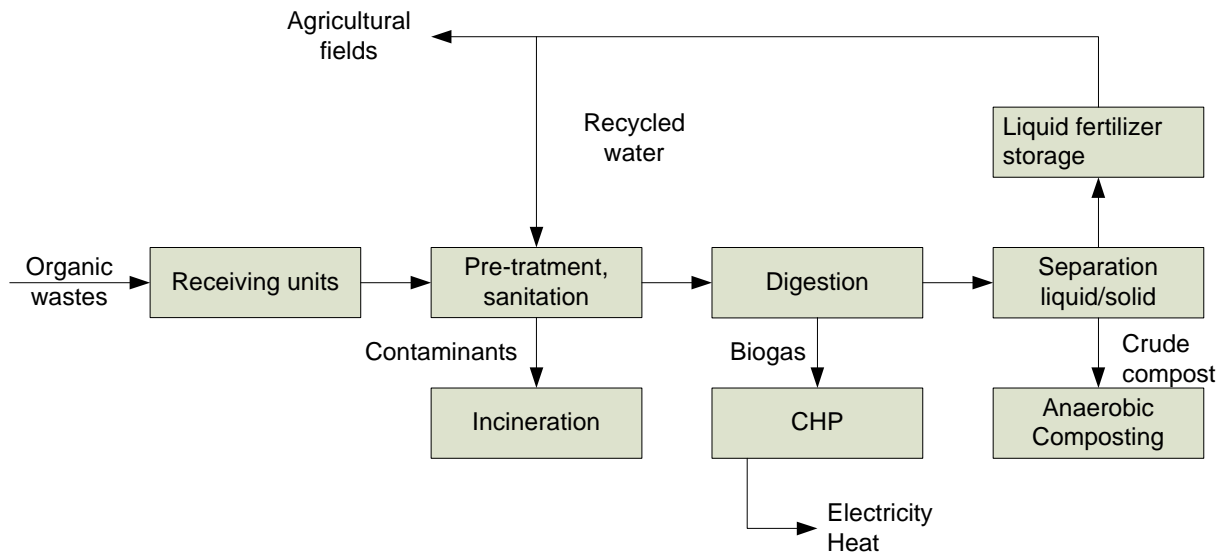 Agricultural
fields
Recycled
water
Liquid fertilizer
storage
Organic
wastes
Receiving units
Pre-tratment,
sanitation
Digestion
Separation
liquid/solid
Contaminants
Biogas
Crude
compost
Incineration
CHP
Anaerobic
Composting
Electricity
Heat